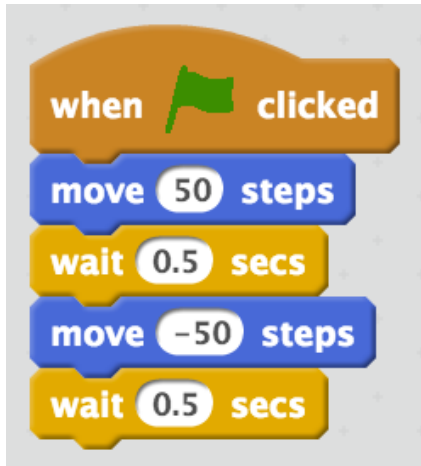 when clicked
move 50 steps
wait 0.5 secs
move -50 steps
wait 0.5 secs